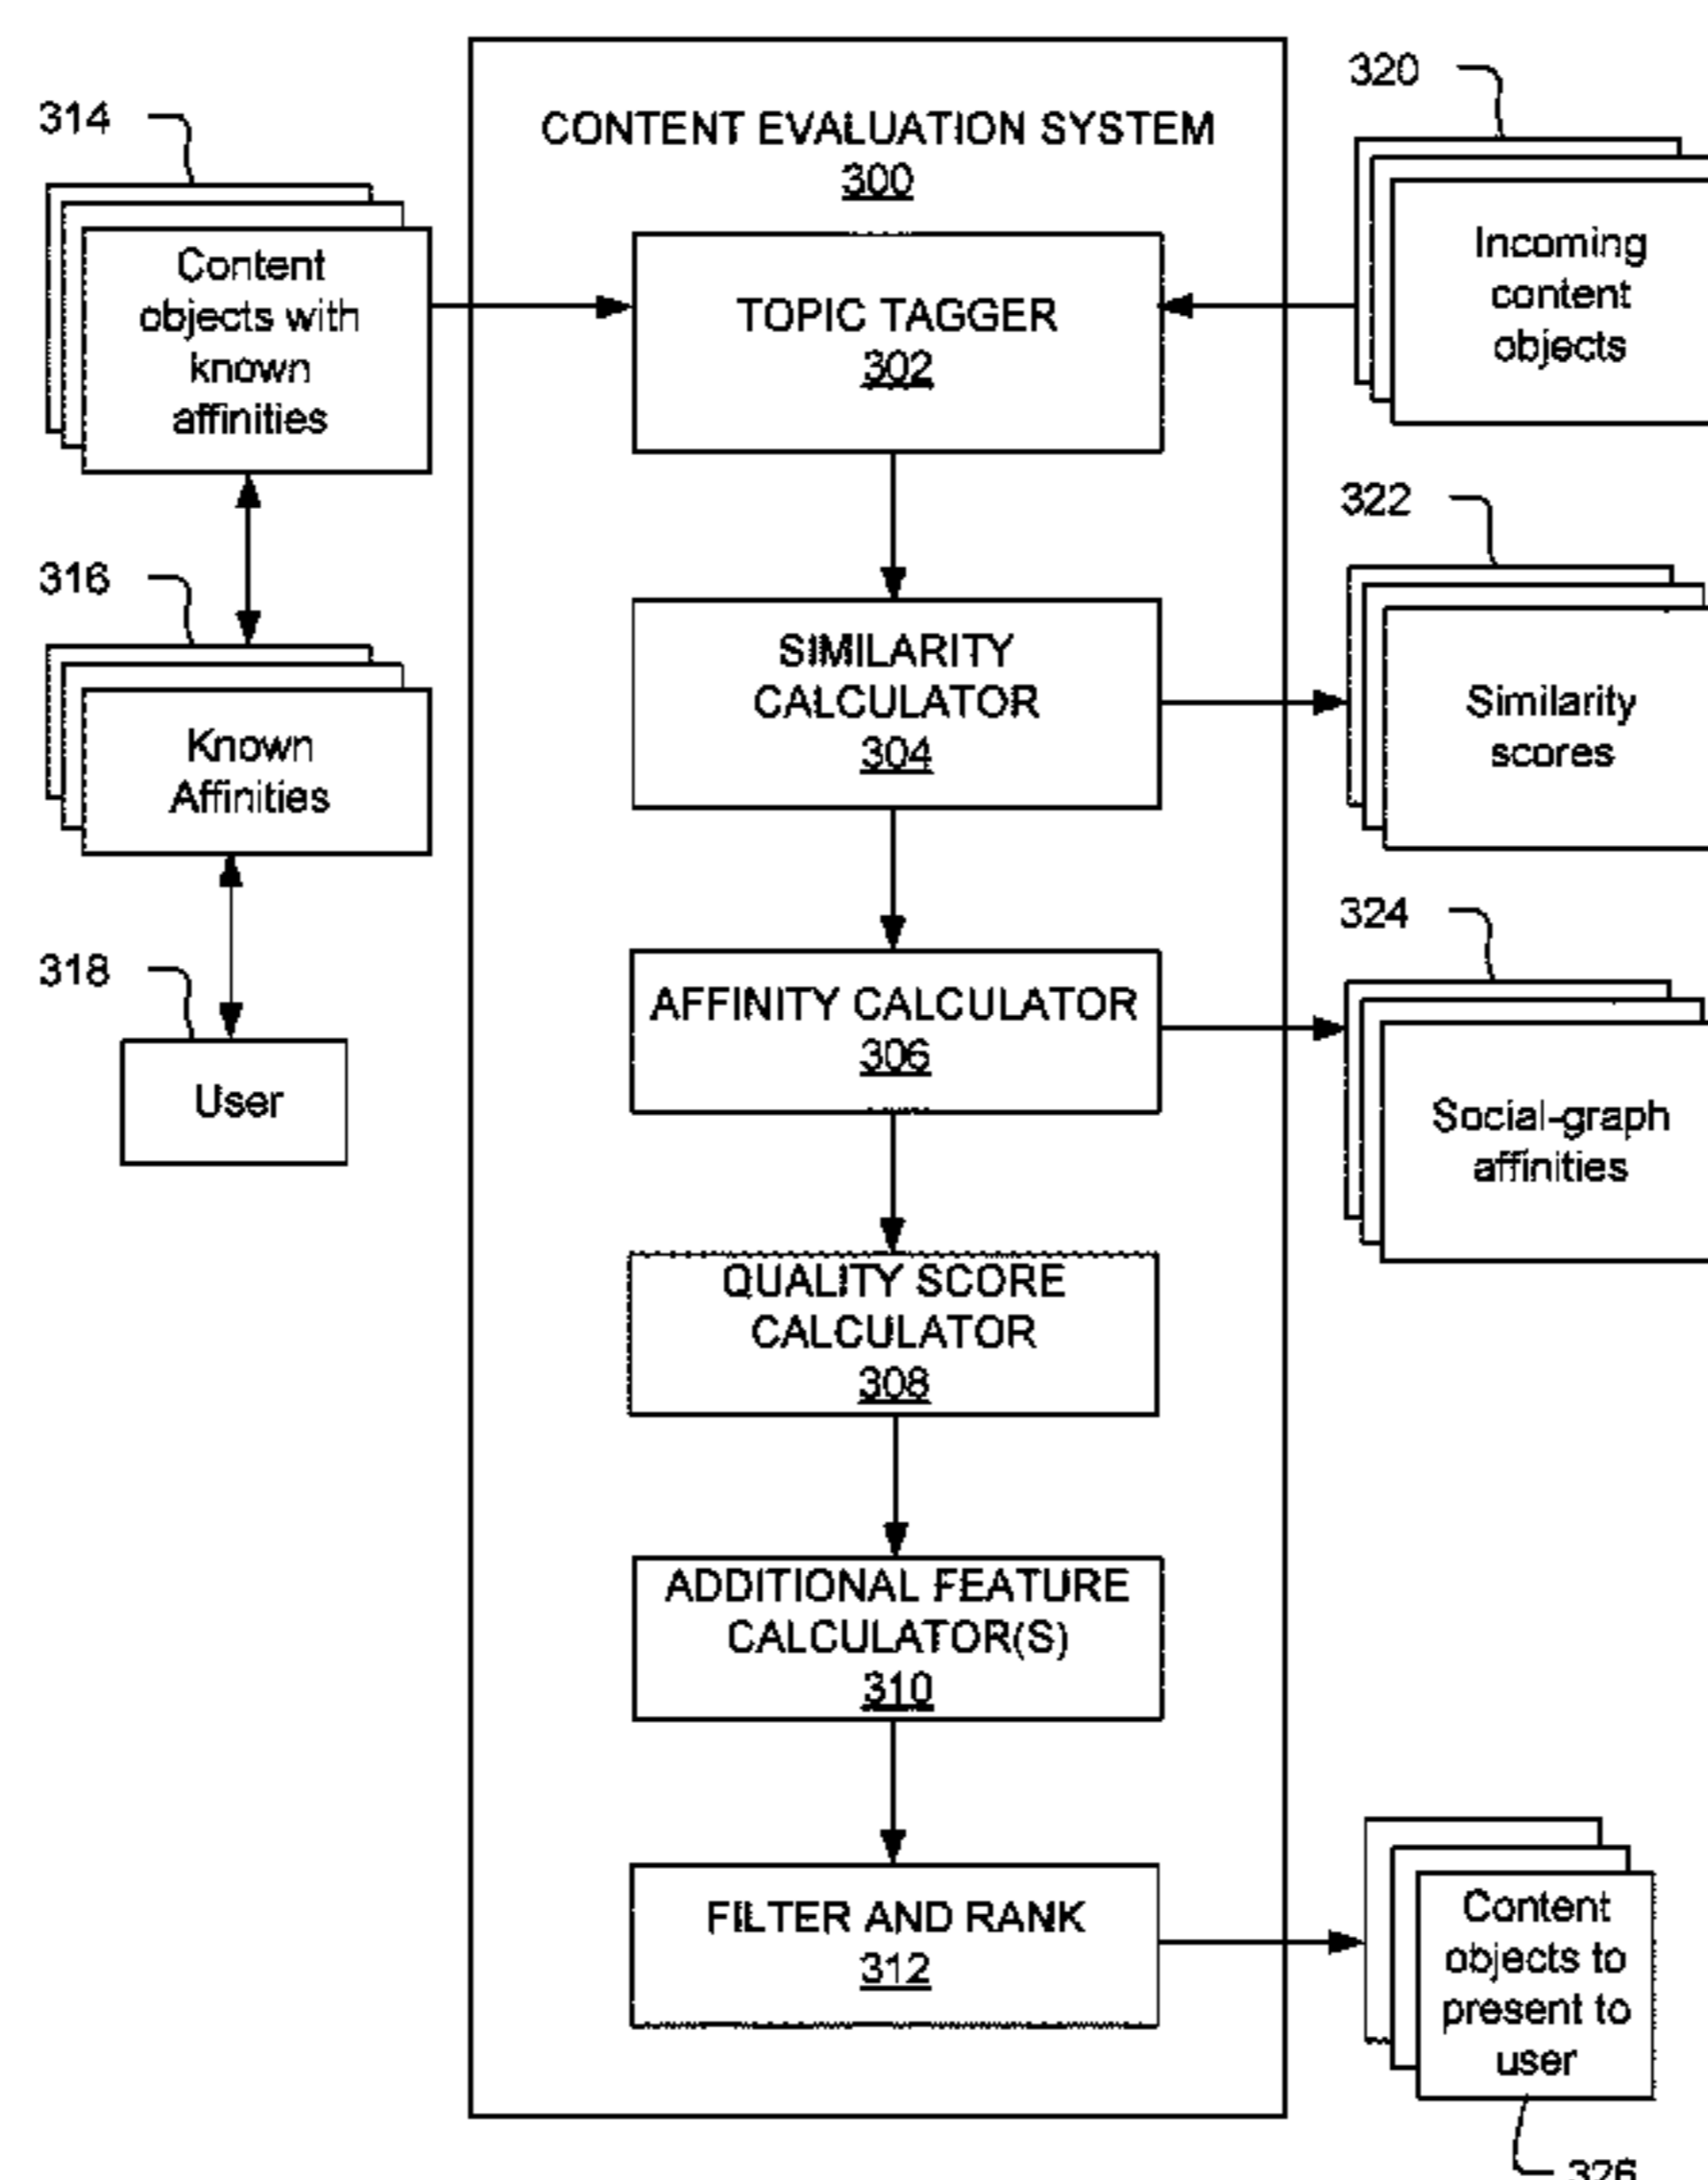 314
Content
objects with
known
affinities
316
Known
Affinities
318
User
CONTENT EVALUATION SYSTEM
300
TOPIC TAGGER
302
SIMILARITY
CALCULATOR
304
AFFINITY CALCULATOR
306
QUALITY SCORE
CALCULATOR
308
ADDITIONAL FEATURE
CALCULATOR(S)
310
FILTER AND RANK
312
320
Incoming
content
objects
322
Similarity
scores
324
Social-graph
affinities
Content
objects to
present to
user
326